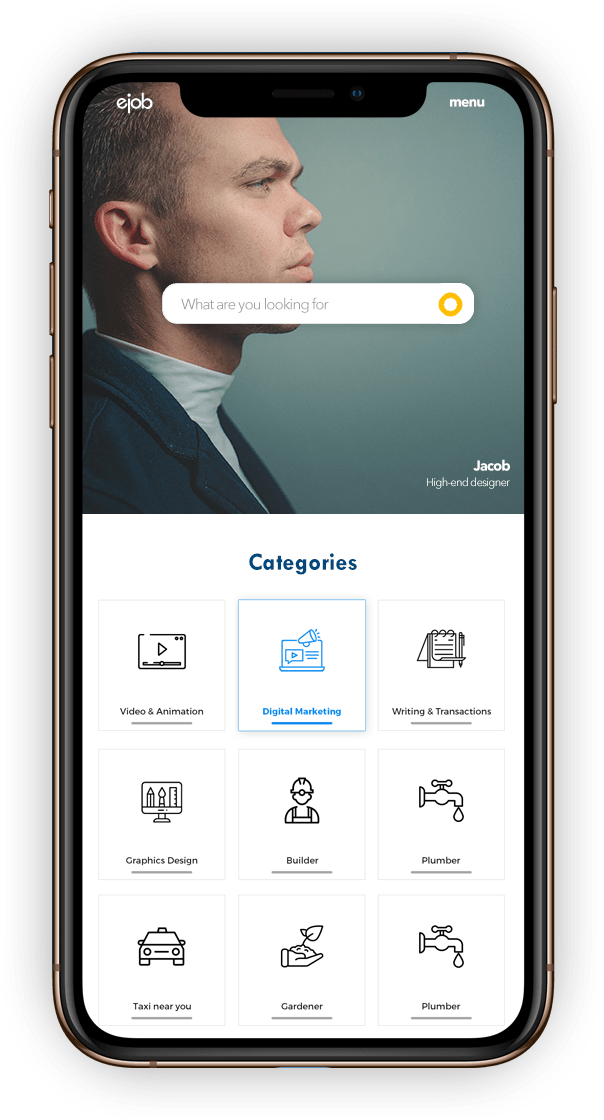 ejob
menu
What are you looking for
Jacob
High-end designer
Categories
Video & Animation
Digital Marketing
Writing & Transactions
Graphics Design
Builder
Plumber
Taxi near you
Gardener
Plumber